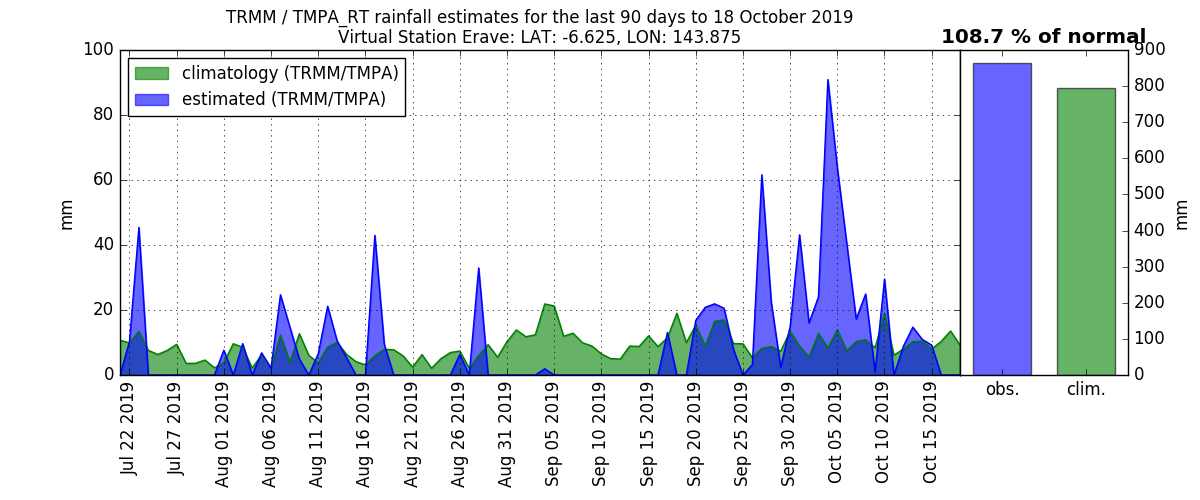 TRMM / TMPA_RT rainfall estimates for the last 90 days to 18 October 2019
Virtual Station Erave: LAT: -6.625, LON: 143.875
108.7 % of normal
climatology (TRMM/TMPA)
estimated (TRMM/TMPA)
100
80
60
40
20
0
mm
900
800
700
600
500
400
300
200
100
0
mm
Jul 22 2019
Jul 27 2019
Aug 01 2019
Aug 06 2019
Aug 11 2019
Aug 16 2019
Aug 21 2019
Aug 26 2019
Aug 31 2019
Sep 05 2019
Sep 10 2019
Sep 15 2019
Sep 20 2019
Sep 25 2019
Sep 30 2019
Oct 05 2019
Oct 10 2019
Oct 15 2019
obs.
clim.